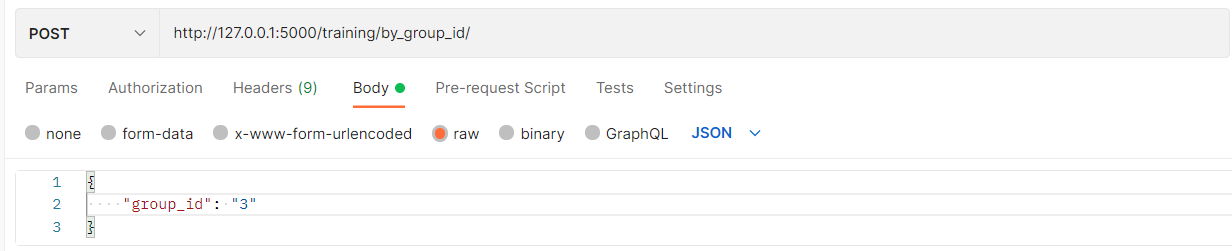 POST http://127.0.0.1:5000/training/by_group_id/
Params Authorization Headers (9) Body Pre-request Script Tests Settings
none form-data x-www-form-urlencoded raw binary GraphQL JSON
1 {
2 "group_id": "3"
3 }